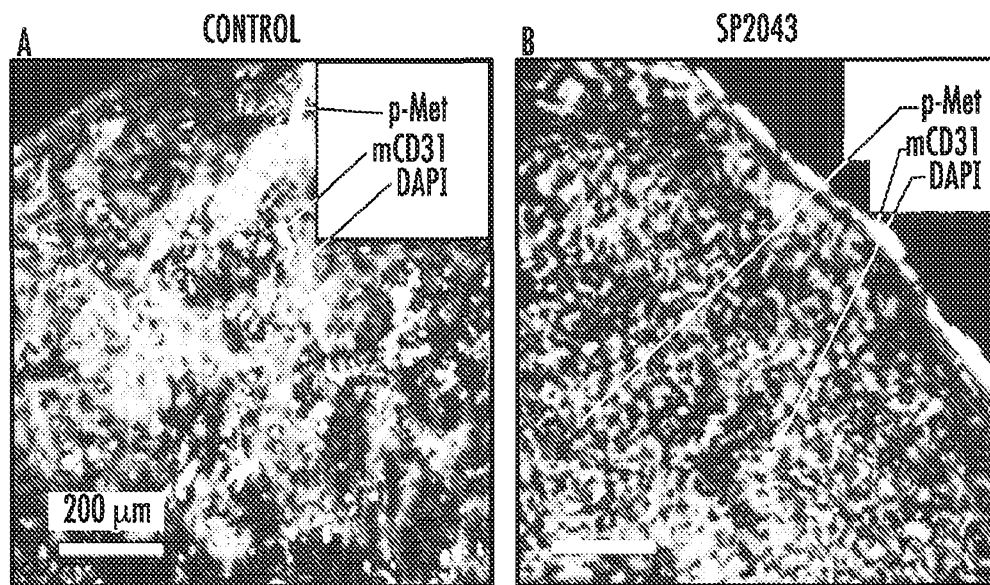 A CONTROL
p-Met
mCD31
DAPI
200 μm
B SP2043
p-Met
mCD31
DAPI